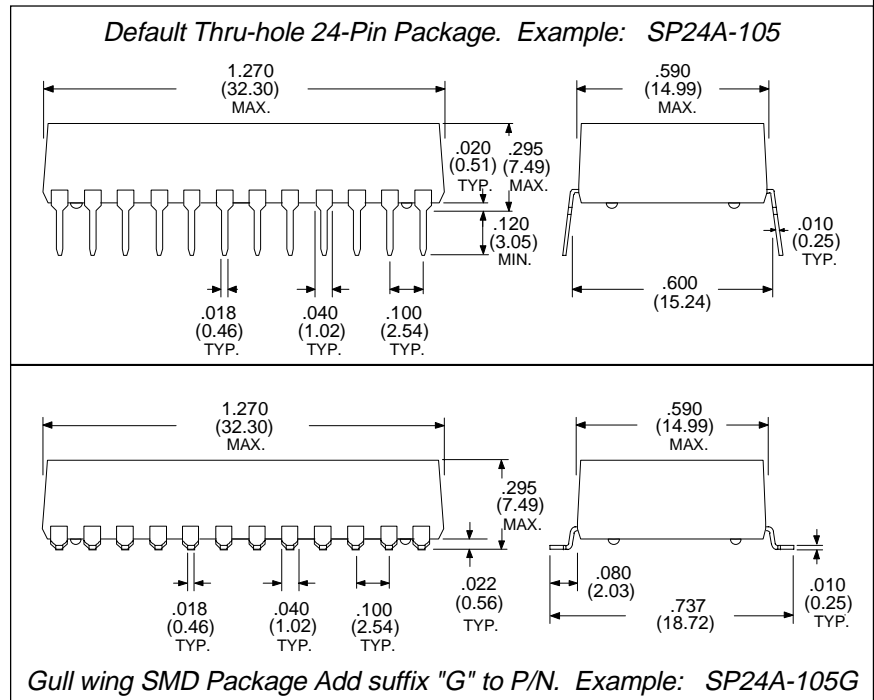 Default Thru-hole 24-Pin Package. Example: SP24A-105
1.270
(32.30)
MAX.
.590
(14.99)
MAX.
.020
(0.51)
TYP.
.295
(7.49)
MAX.
.120
(3.05)
MIN.
.010
(0.25)
TYP.
.600
(15.24)
.018
(0.46)
TYP.
.040
(1.02)
TYP.
.100
(2.54)
TYP.
1.270
(32.30)
MAX.
.590
(14.99)
MAX.
.295
(7.49)
MAX.
.022
(0.56)
TYP.
.018
(0.46)
TYP.
.040
(1.02)
TYP.
.100
(2.54)
TYP.
.080
(2.03)
.737
(18.72)
.010
(0.25)
TYP.
Gull wing SMD Package Add suffix "G" to P/N. Example: SP24A-105G